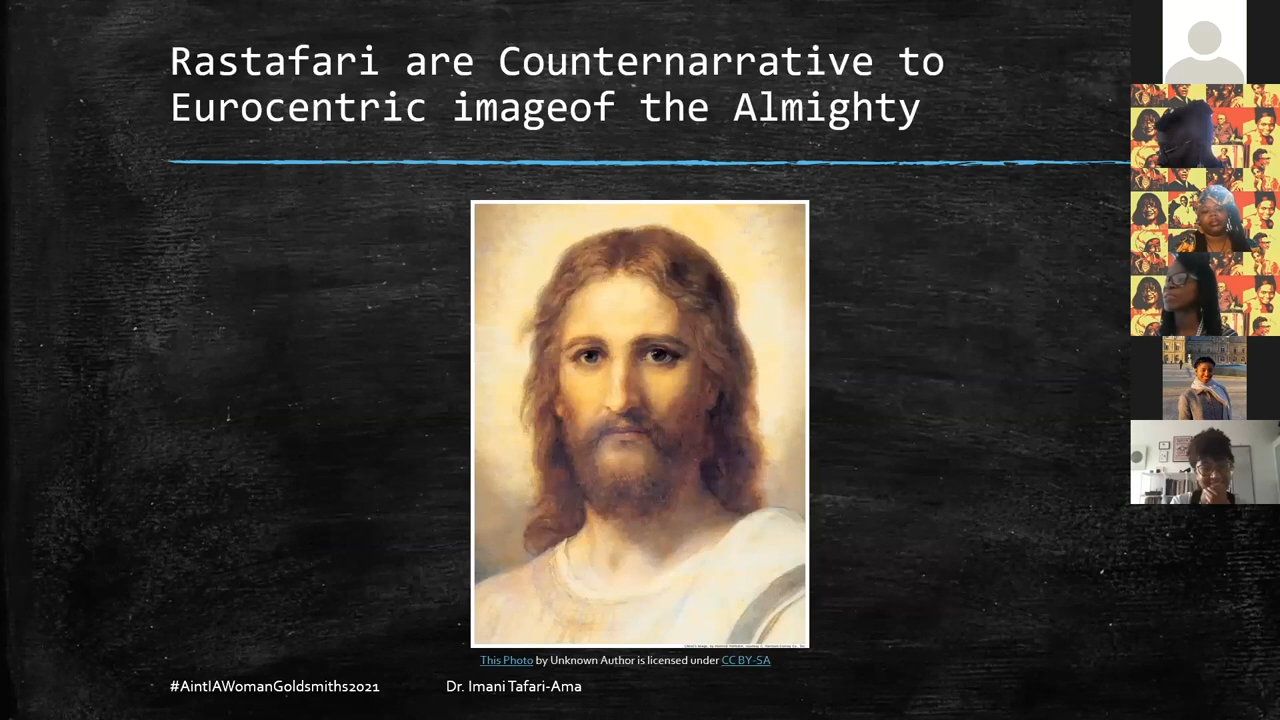 Rastafari are Counternarrative to
Eurocentric imageof the Almighty
This Photo by Unknown Author is licensed under CC BY-SA
#AintIAWomanGoldsmiths2021 Dr. Imani Tafari-Ama